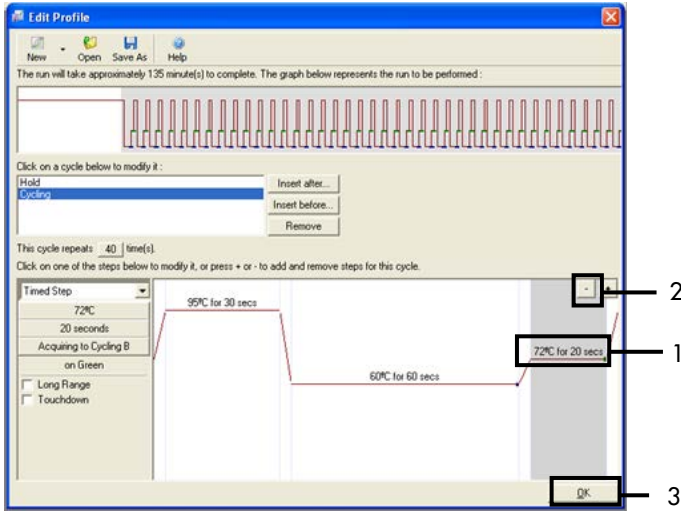 Edit Profile
New Open Save As Help
The run will take approximately 135 minute(s) to complete. The graph below represents the run to be performed :
Click on a cycle below to modify it :
Hold
Cycling
Insert after...
Insert before...
Remove
This cycle repeats 40 time(s).
Click on one of the steps below to modify it, or press + or - to add and remove steps for this cycle.
Timed Step
72ºC
20 seconds
Acquiring to Cycling B
on Green
Long Range
Touchdown
95ºC for 30 secs
60ºC for 60 secs
72ºC for 20 secs
- +
2
1
OK
3